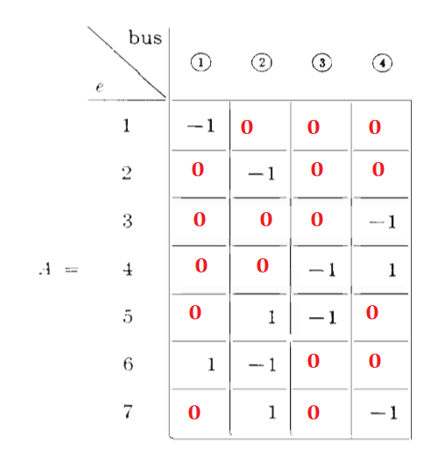 bus
e ① ② ③ ④
1 −1 0 0 0
2 0 −1 0 0
3 0 0 0 −1
A = 4 0 0 −1 1
5 0 1 −1 0
6 1 −1 0 0
7 0 1 0 −1